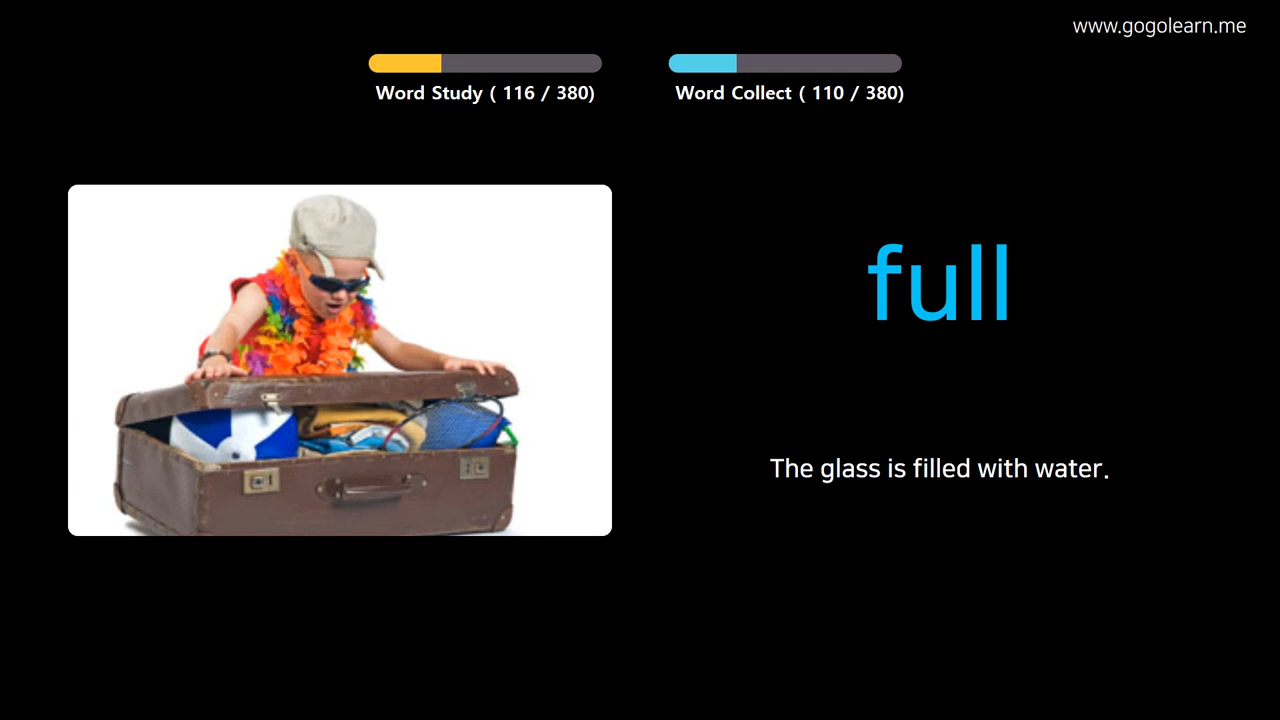 www.gogolearn.me
Word Study ( 116 / 380)
Word Collect ( 110 / 380)
full
The glass is filled with water.